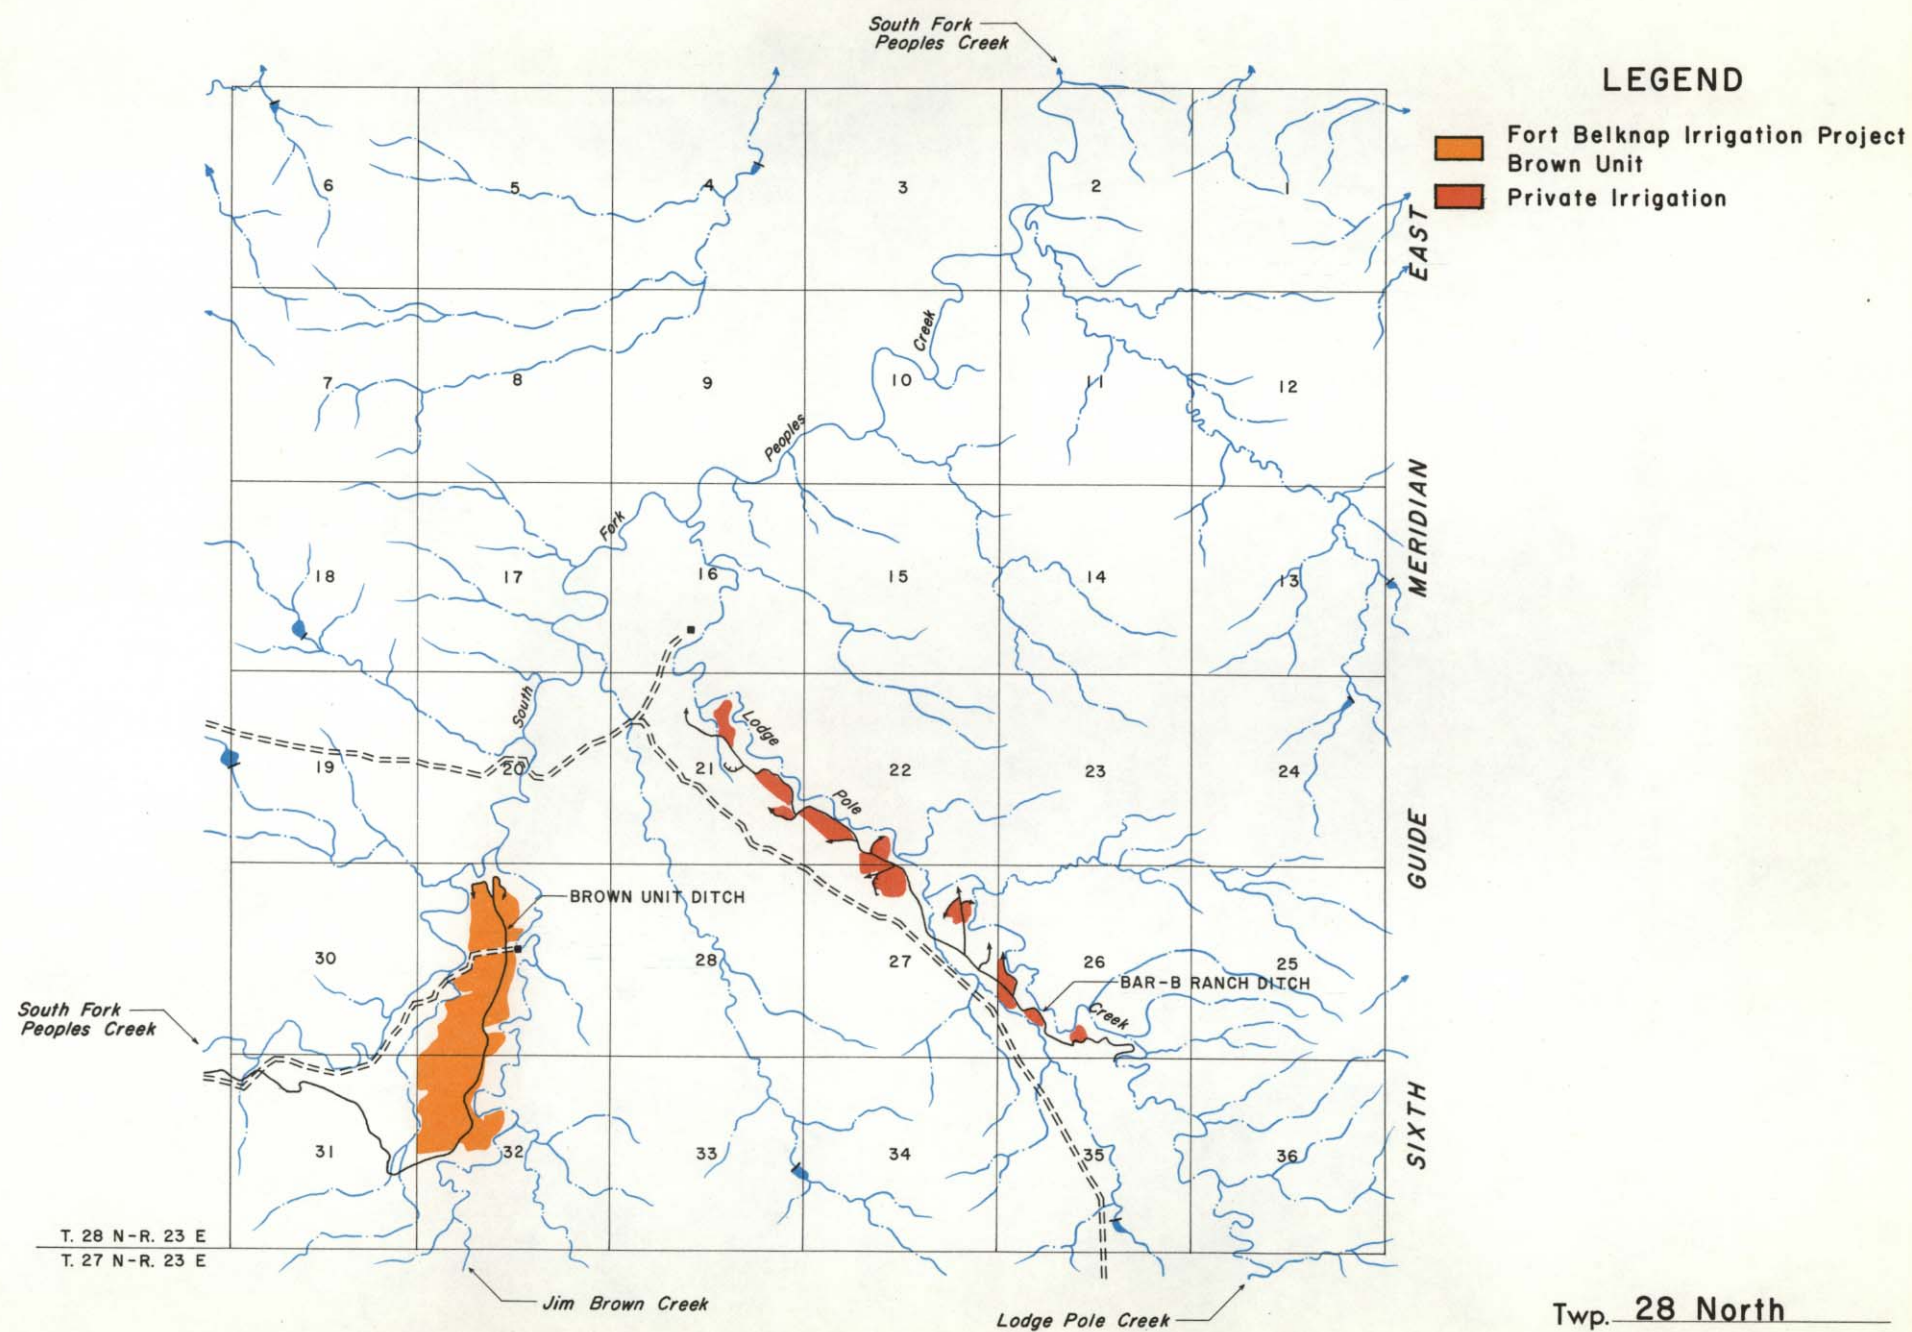 South Fork
Peoples Creek
LEGEND
Fort Belknap Irrigation Project
Brown Unit
Private Irrigation
6
5
4
3
2
1
EAST
Creek
7
8
9
10
11
12
Peoples
MERIDIAN
Fork
18
17
16
15
14
13
South
Lodge
19
20
21
22
23
24
Pole
GUIDE
BROWN UNIT DITCH
30
28
27
26
25
BAR-B RANCH DITCH
South Fork
Peoples Creek
Creek
SIXTH
31
32
33
34
35
36
T. 28 N-R. 23 E
T. 27 N-R. 23 E
Jim Brown Creek
Lodge Pole Creek
Twp. 28 North